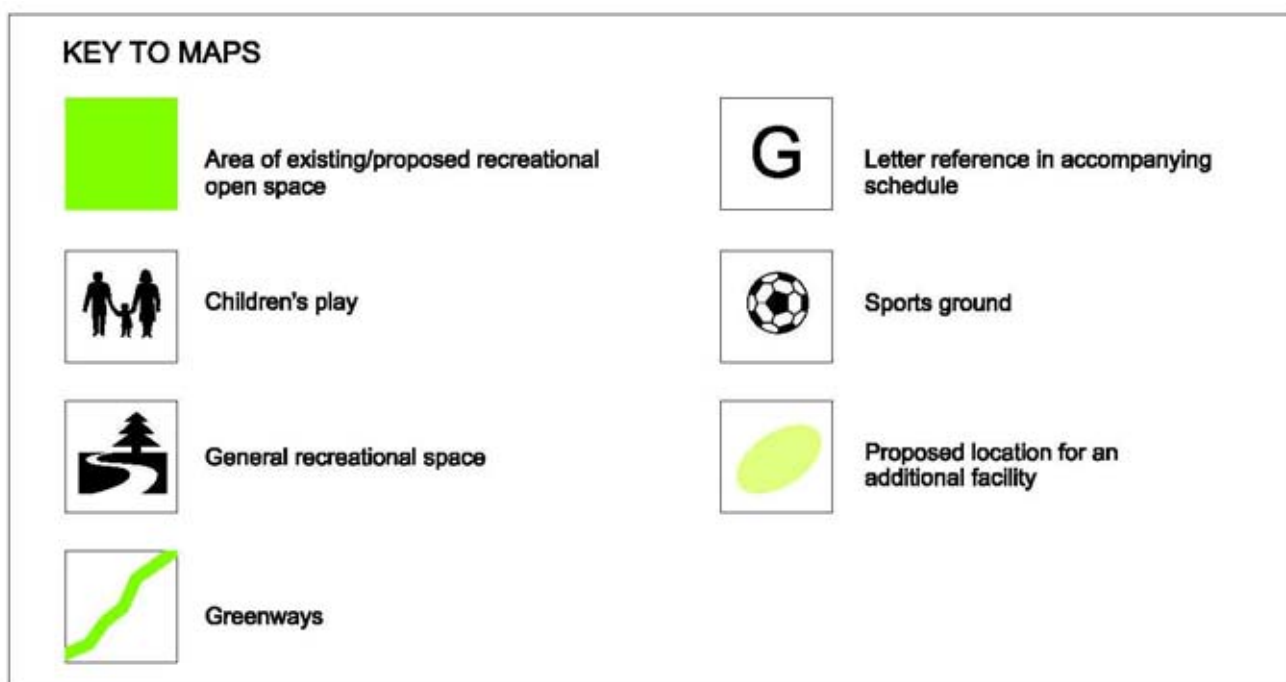 KEY TO MAPS
Area of existing/proposed recreational
open space
G
Letter reference in accompanying
schedule
Children's play
Sports ground
General recreational space
Proposed location for an
additional facility
Greenways